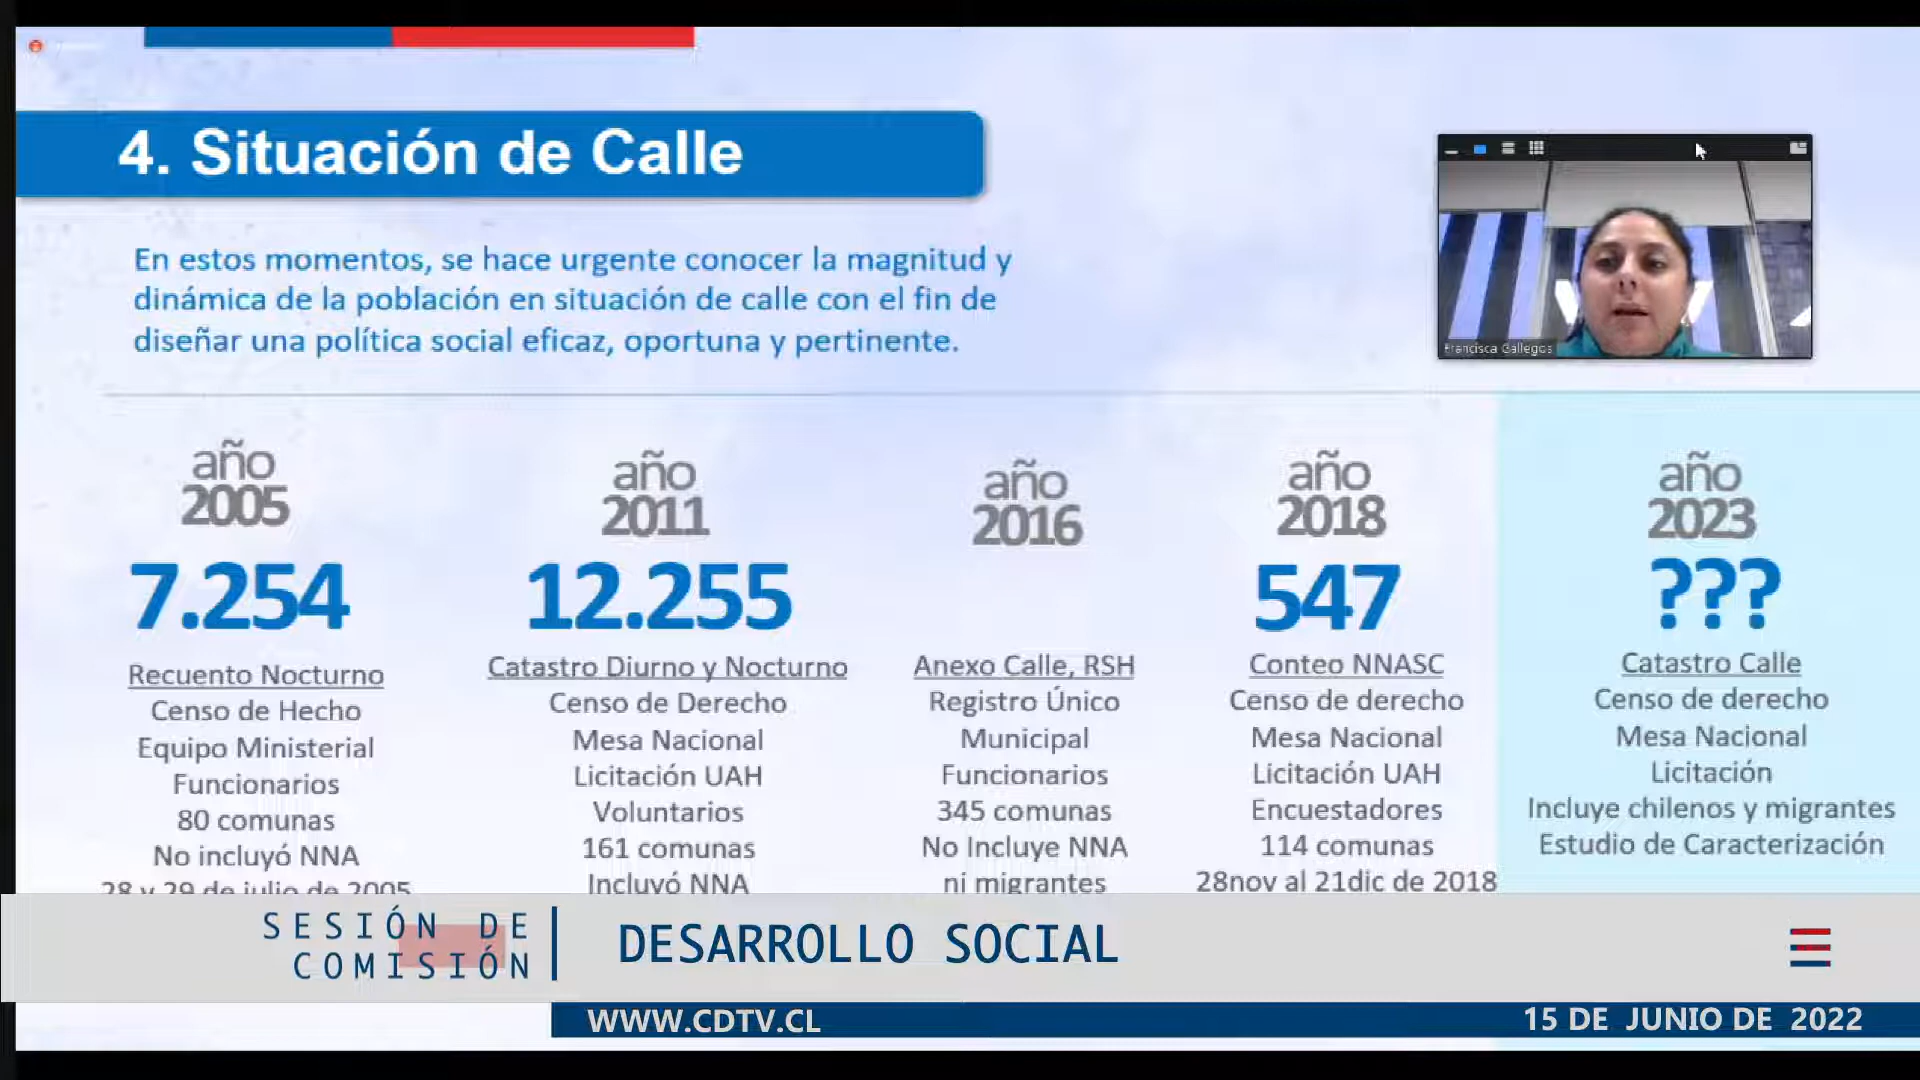 4. Situación de Calle
En estos momentos, se hace urgente conocer la magnitud y
dinámica de la población en situación de calle con el fin de
diseñar una política social eficaz, oportuna y pertinente.
Francisca Gallegos
año
2005
7.254
Recuento Nocturno
Censo de Hecho
Equipo Ministerial
Funcionarios
80 comunas
No incluyó NNA
28 y 29 de julio de 2005
año
2011
12.255
Catastro Diurno y Nocturno
Censo de Derecho
Mesa Nacional
Licitación UAH
Voluntarios
161 comunas
Incluyó NNA
año
2016
Anexo Calle, RSH
Registro Único
Municipal
Funcionarios
345 comunas
No Incluye NNA
ni migrantes
año
2018
547
Conteo NNASC
Censo de derecho
Mesa Nacional
Licitación UAH
Encuestadores
114 comunas
28nov al 21dic de 2018
año
2023
???
Catastro Calle
Censo de derecho
Mesa Nacional
Licitación
Incluye chilenos y migrantes
Estudio de Caracterización
SESIÓN DE
COMISIÓN
DESARROLLO SOCIAL
WWW.CDTV.CL
15 DE JUNIO DE 2022